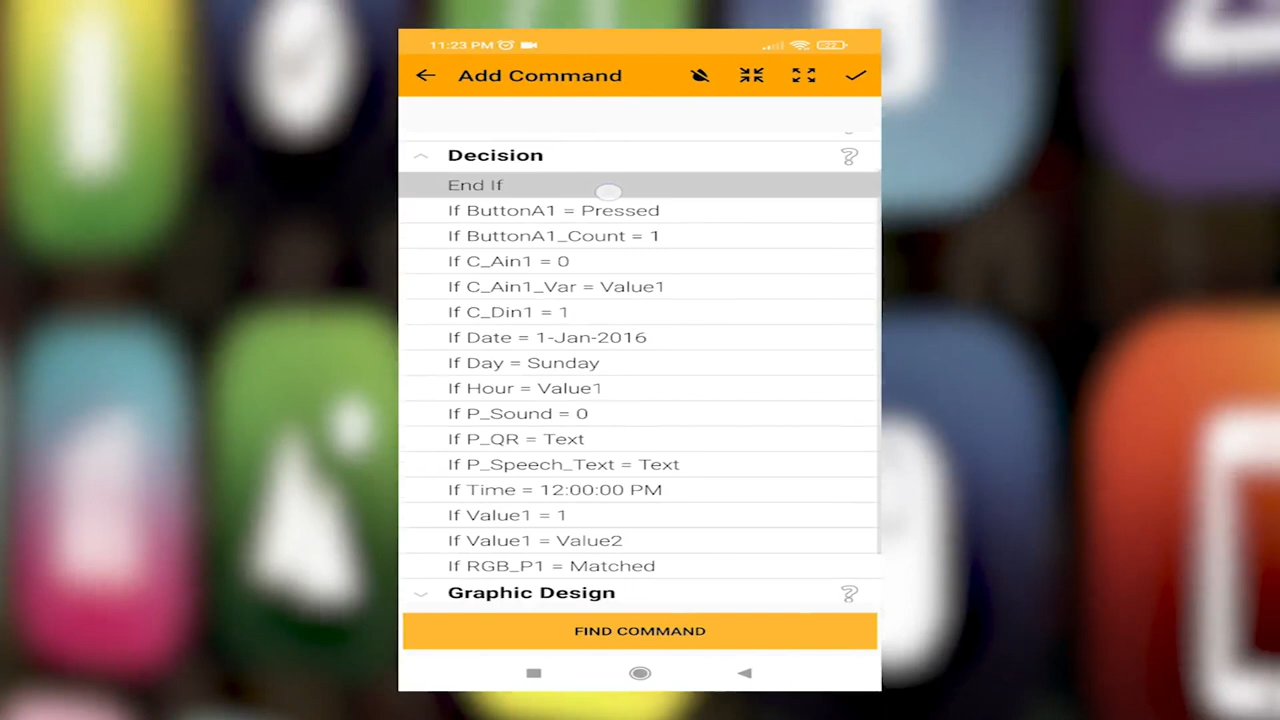 11:23 PM
Add Command
Decision
End If
If ButtonA1 = Pressed
If ButtonA1_Count = 1
If C_Ain1 = 0
If C_Ain1_Var = Value1
If C_Din1 = 1
If Date = 1-Jan-2016
If Day = Sunday
If Hour = Value1
If P_Sound = 0
If P_QR = Text
If P_Speech_Text = Text
If Time = 12:00:00 PM
If Value1 = 1
If Value1 = Value2
If RGB_P1 = Matched
Graphic Design
FIND COMMAND